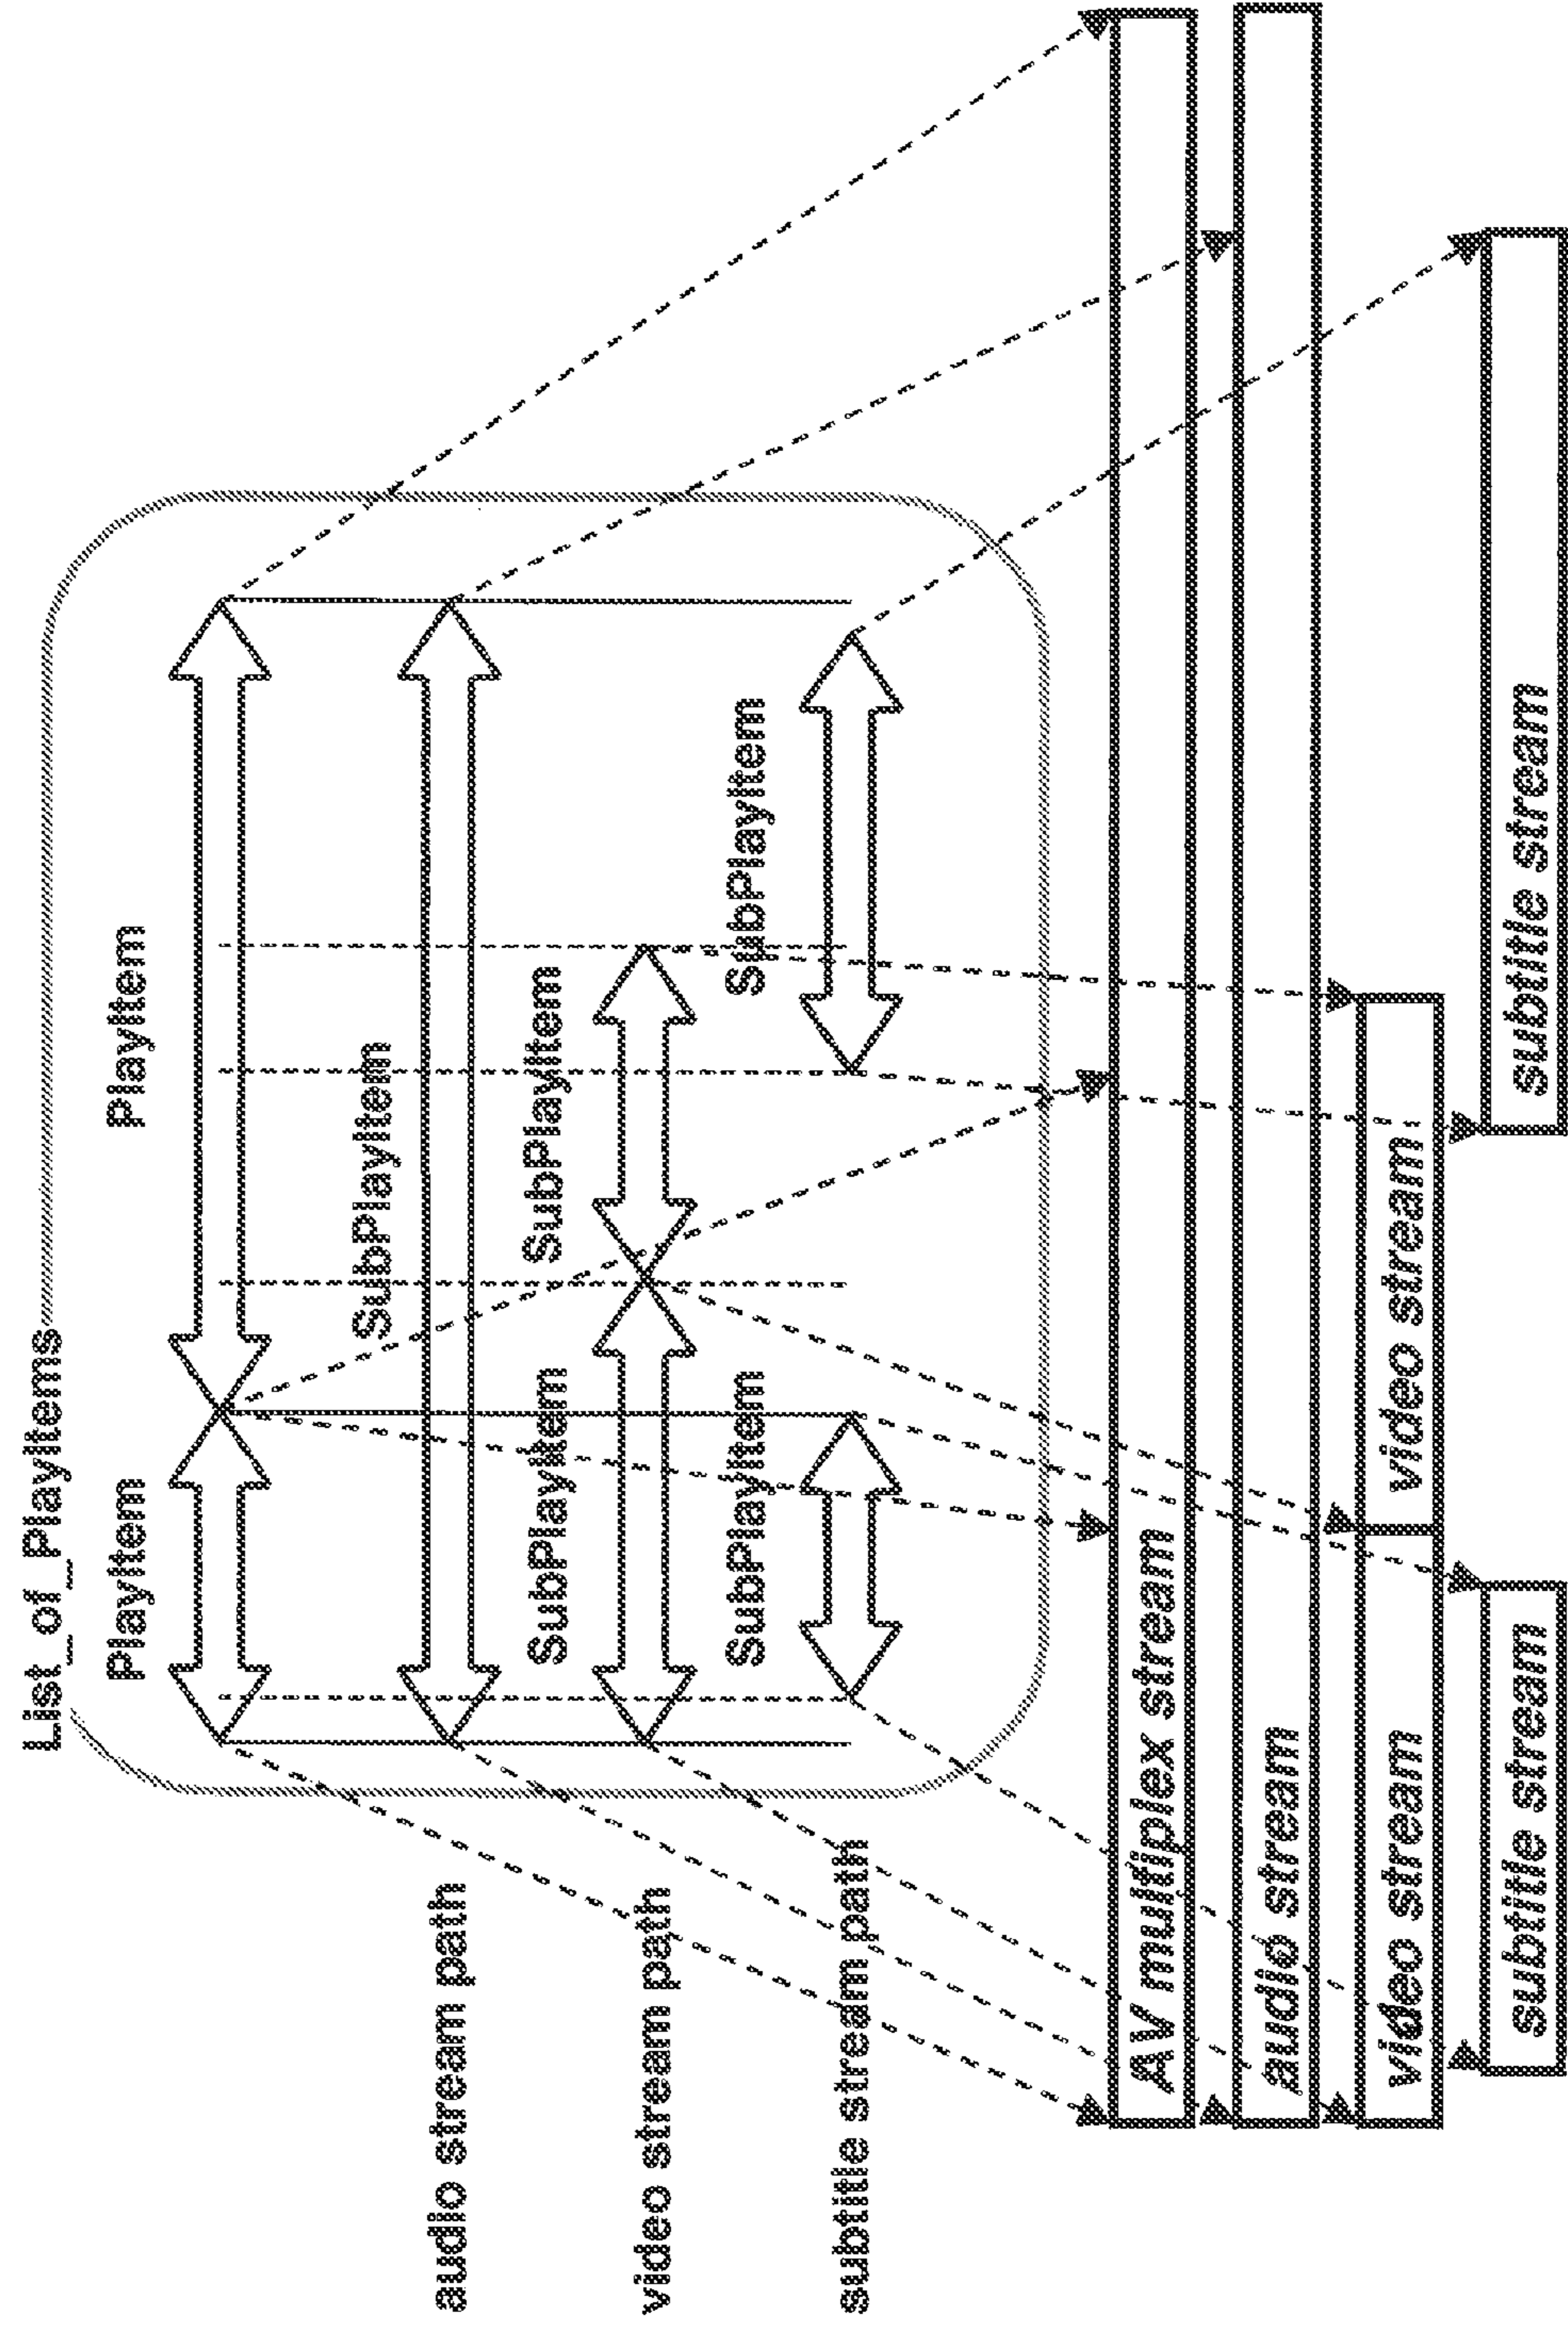 List_of_PlayItems
PlayItem
PlayItem
audio stream path
SubPlayItem
video stream path
SubPlayItem
SubPlayItem
subtitle stream path
SubPlayItem
SubPlayItem
AV multiplex stream
audio stream
video stream
video stream
subtitle stream
subtitle stream